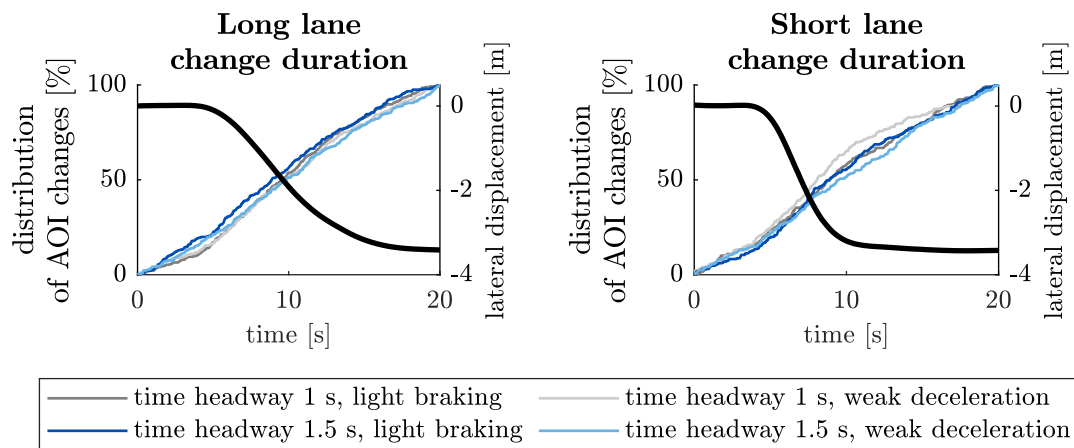 Long lane
change duration
distribution
of AOI changes [%]
100
50
0
0
10
20
time [s]
0
−2
−4
lateral displacement [m]
Short lane
change duration
distribution
of AOI changes [%]
100
50
0
0
10
20
time [s]
0
−2
−4
lateral displacement [m]
time headway 1 s, light braking
time headway 1 s, weak deceleration
time headway 1.5 s, light braking
time headway 1.5 s, weak deceleration